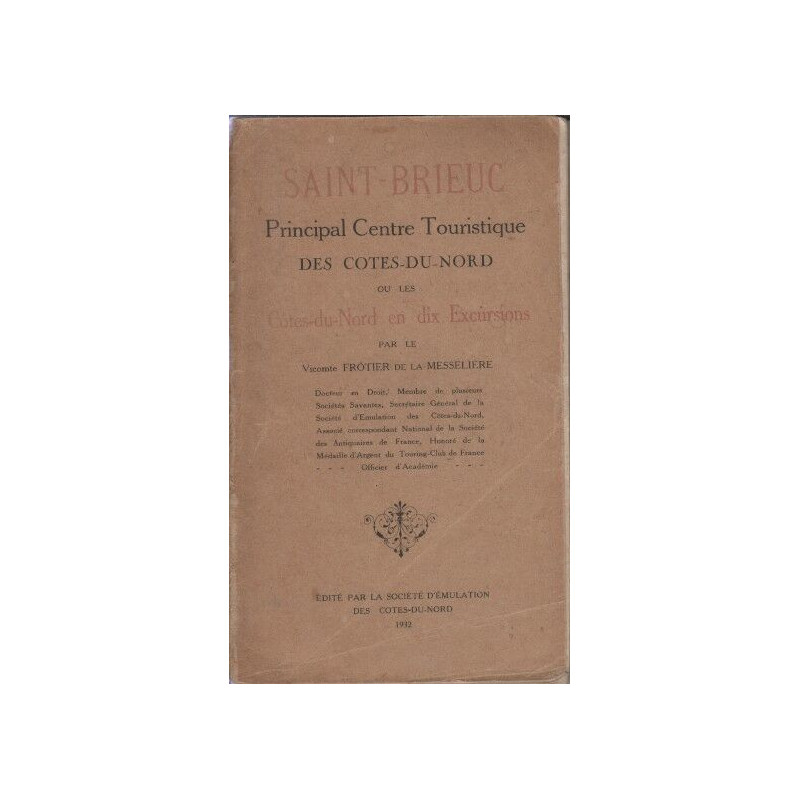 SAINT-BRIEUC
Principal Centre Touristique
DES COTES-DU-NORD
OU LES
Côtes-du-Nord en dix Excursions
PAR LE
Vicomte FROTIER DE LA MESSELIÈRE
Docteur en Droit, Membre de plusieurs
Sociétés Savantes, Secrétaire Général de la
Société d'Emulation des Côtes-du-Nord,
Associé correspondant National de la Société
des Antiquaires de France, Honoré de la
Médaille d'Argent du Touring-Club de France
- - - Officier d'Académie - - -
ÉDITÉ PAR LA SOCIÉTÉ D'ÉMULATION
DES COTES-DU-NORD
1932